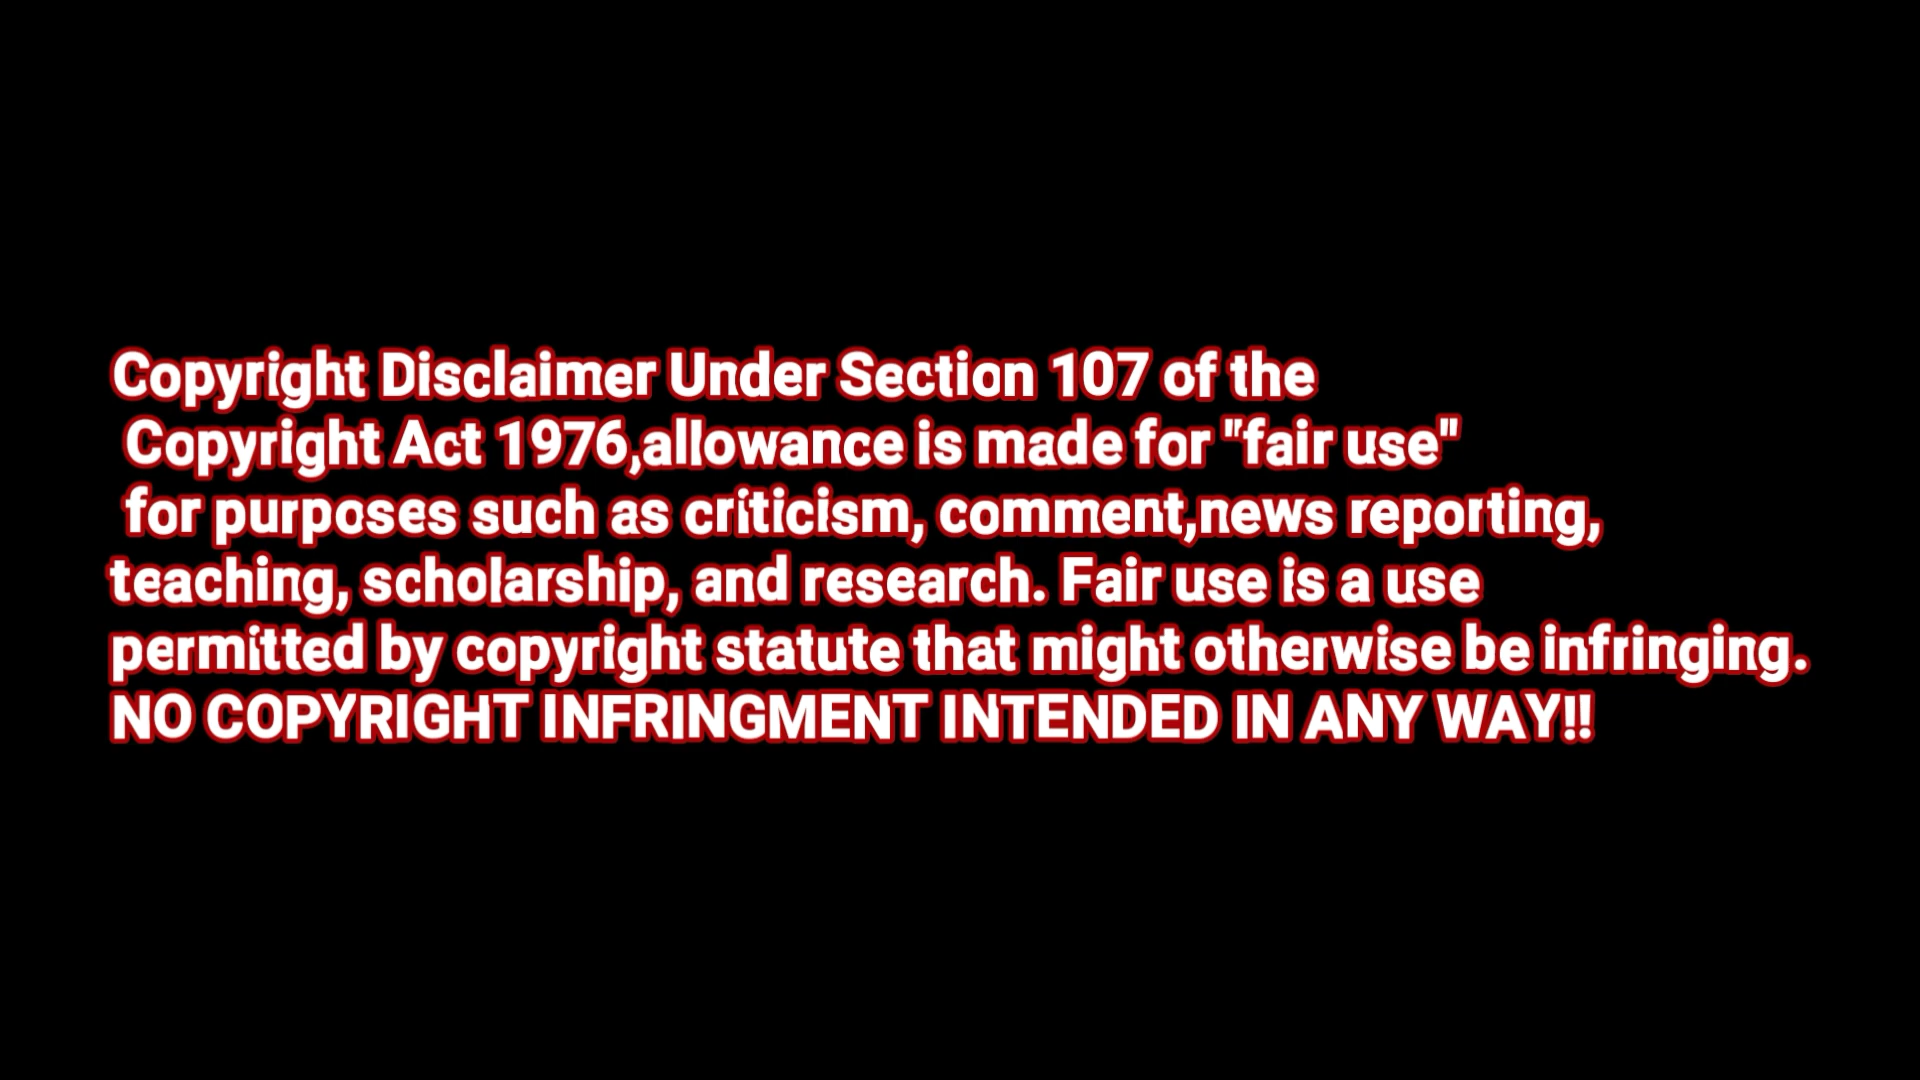 Copyright Disclaimer Under Section 107 of the
Copyright Act 1976,allowance is made for "fair use"
for purposes such as criticism, comment,news reporting,
teaching, scholarship, and research. Fair use is a use
permitted by copyright statute that might otherwise be infringing.
NO COPYRIGHT INFRINGMENT INTENDED IN ANY WAY!!